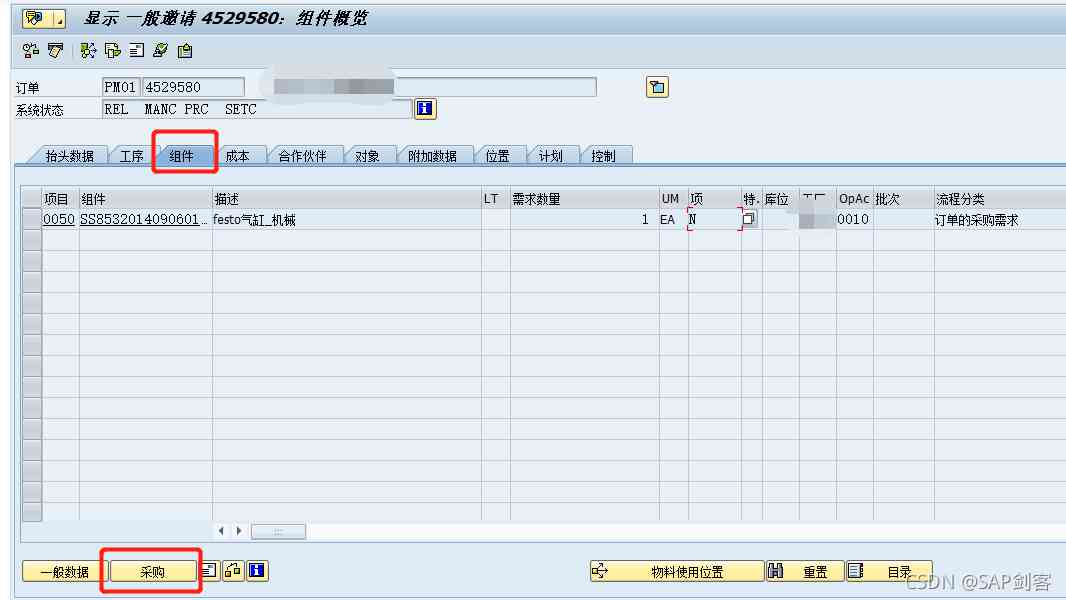 显示 一般邀请 4529580: 组件概览
订单 PM01 4529580
系统状态 REL MANC PRC SETC
抬头数据 工序 组件 成本 合作伙伴 对象 附加数据 位置 计划 控制
项目 组件 描述 LT 需求数量 UM 项 特. 库位 工厂 OpAc 批次 流程分类
0050 SS8532014090601... festo气缸_机械 1 EA N 0010 订单的采购需求
一般数据 采购 物料使用位置 重置 目录
CSDN @SAP剑客